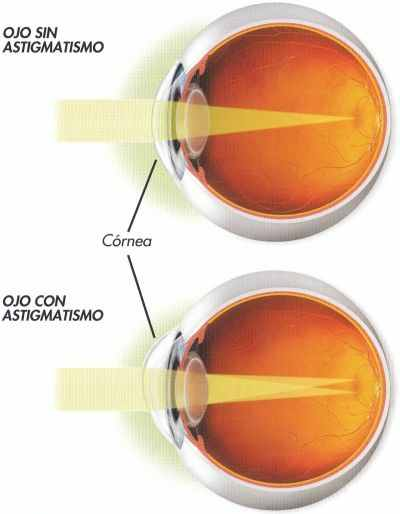 OJO SIN
ASTIGMATISMO
Córnea
OJO CON
ASTIGMATISMO